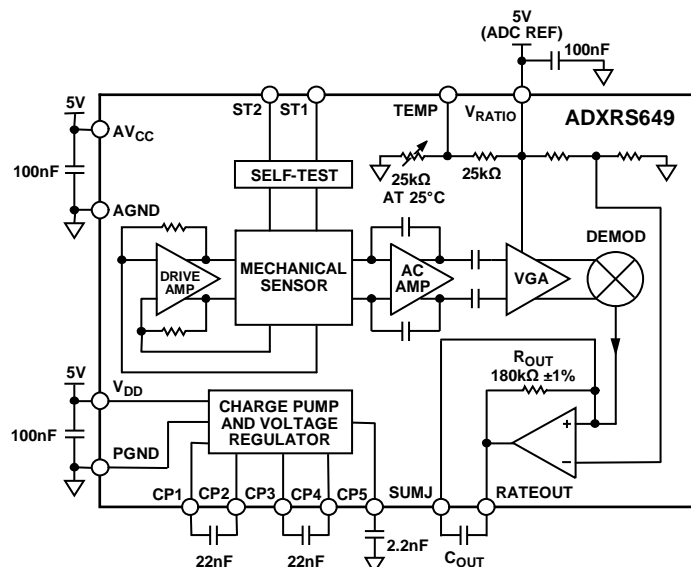 5V
(ADC REF)
100nF
5V
ST2
ST1
TEMP
VRATIO
ADXRS649
AVCC
100nF
AGND
SELF-TEST
25kΩ
AT 25°C
25kΩ
DEMOD
DRIVE
AMP
MECHANICAL
SENSOR
AC
AMP
VGA
5V
VDD
100nF
PGND
CHARGE PUMP
AND VOLTAGE
REGULATOR
ROUT
180kΩ ±1%
+
–
CP1
CP2
CP3
CP4
CP5
SUMJ
RATEOUT
22nF
22nF
2.2nF
COUT